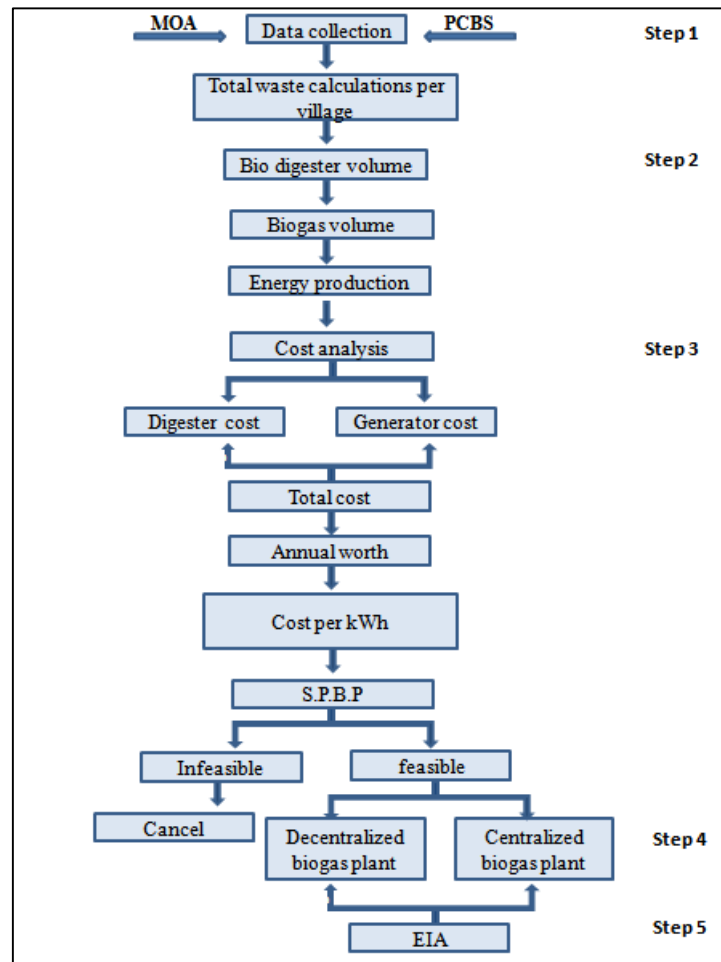 MOA
Data collection
PCBS
Step 1
Total waste calculations per
village
Bio digester volume
Step 2
Biogas volume
Energy production
Cost analysis
Step 3
Digester cost
Generator cost
Total cost
Annual worth
Cost per kWh
S.P.B.P
Infeasible
feasible
Cancel
Decentralized
biogas plant
Centralized
biogas plant
Step 4
EIA
Step 5